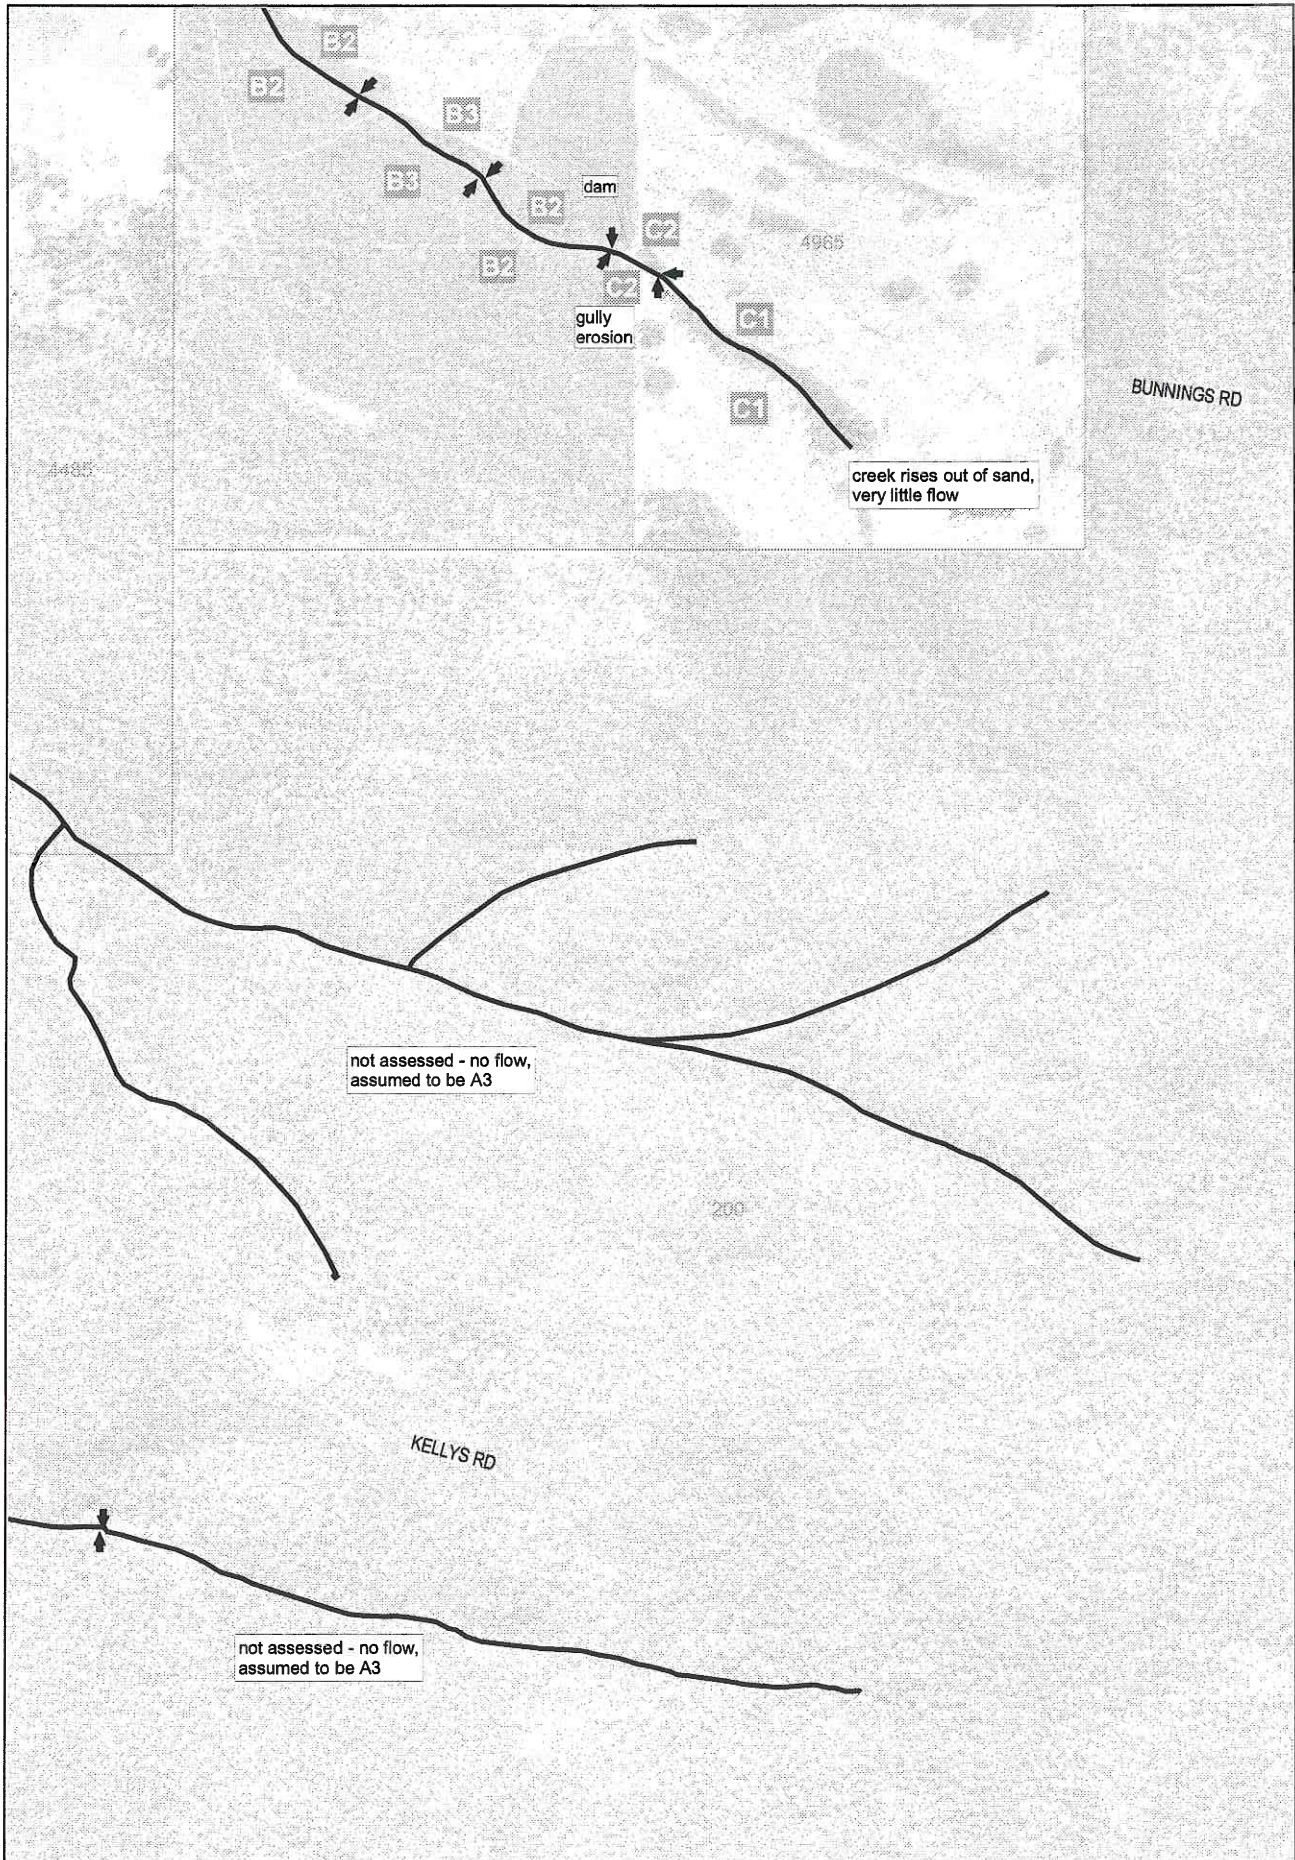 B2
B2
B3
B3
dam
B2
B2
C2
4965
C2
gully
erosion
C1
C1
BUNNINGS RD
4485
creek rises out of sand,
very little flow
not assessed - no flow,
assumed to be A3
200
KELLYS RD
not assessed - no flow,
assumed to be A3